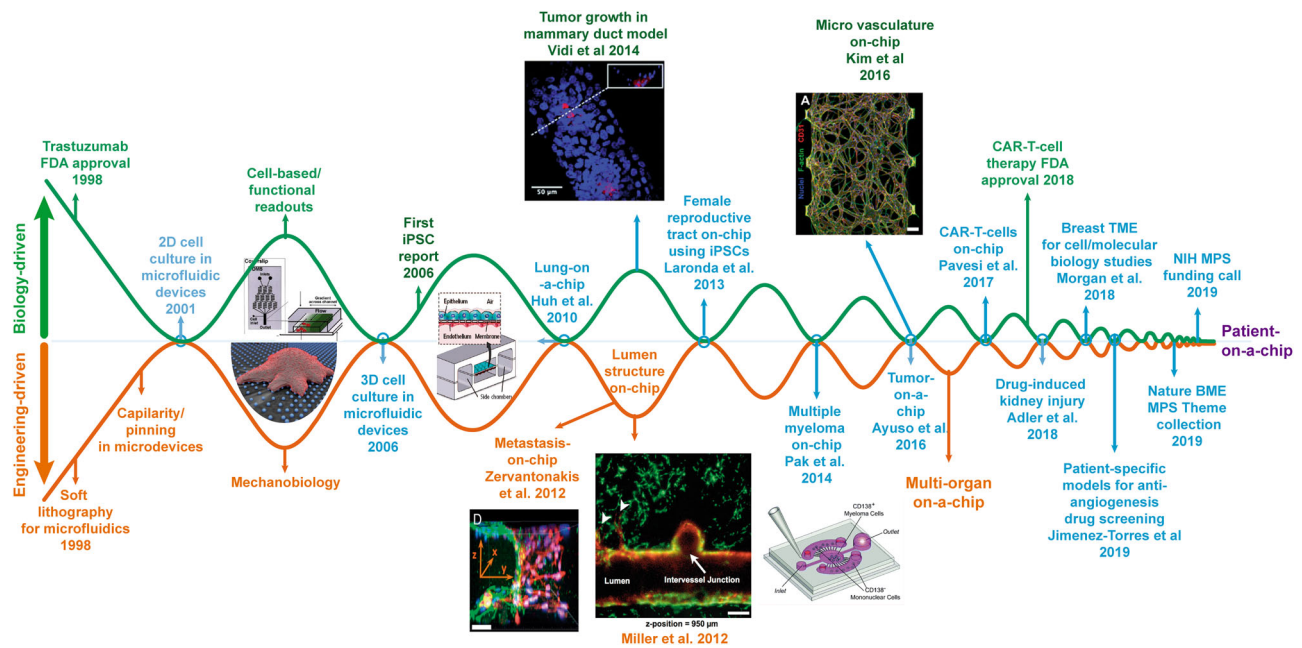 Tumor growth in
mammary duct model
Vidi et al 2014
50 µm
Micro vasculature
on-chip
Kim et al
2016
A
Nuclei F-actin CD31
Trastuzumab
FDA approval
1998
Cell-based/
functional
readouts
First
iPSC
report
2006
Female
reproductive
tract on-chip
using iPSCs
Laronda et al.
2013
CAR-T-cell
therapy FDA
approval 2018
2D cell
culture in
microfluidic
devices
2001
Lung-on
-a-chip
Huh et al.
2010
CAR-T-cells
on-chip
Pavesi et al.
2017
Breast TME
for cell/molecular
biology studies
Morgan et al.
2018
NIH MPS
funding call
2019
Biology-driven
Engineering-driven
Outlet
Gradient
across channel
Flow
Epithelium
Air
Endothelium
Membrane
Side chambers
Patient-
on-a-chip
Capilarity/
pinning
in microdevices
Soft
lithography
for microfluidics
1998
Mechanobiology
3D cell
culture in
microfluidic
devices
2006
Lumen
structure
on-chip
Metastasis-
on-chip
Zervantonakis
et al. 2012
Multiple
myeloma
on-chip
Pak et al.
2014
Tumor-
on-a-
chip
Ayuso et al.
2016
Multi-organ
on-a-chip
Drug-induced
kidney injury
Adler et al.
2018
Patient-specific
models for anti-
angiogenesis
drug screening
Jimenez-Torres et al
2019
Nature BME
MPS Theme
collection
2019
D
z
x
y
Lumen
Intervessel Junction
z-position = 950 µm
Miller et al. 2012
CD138+
Myeloma Cells
Outlet
Inlet
CD138-
Mononuclear Cells